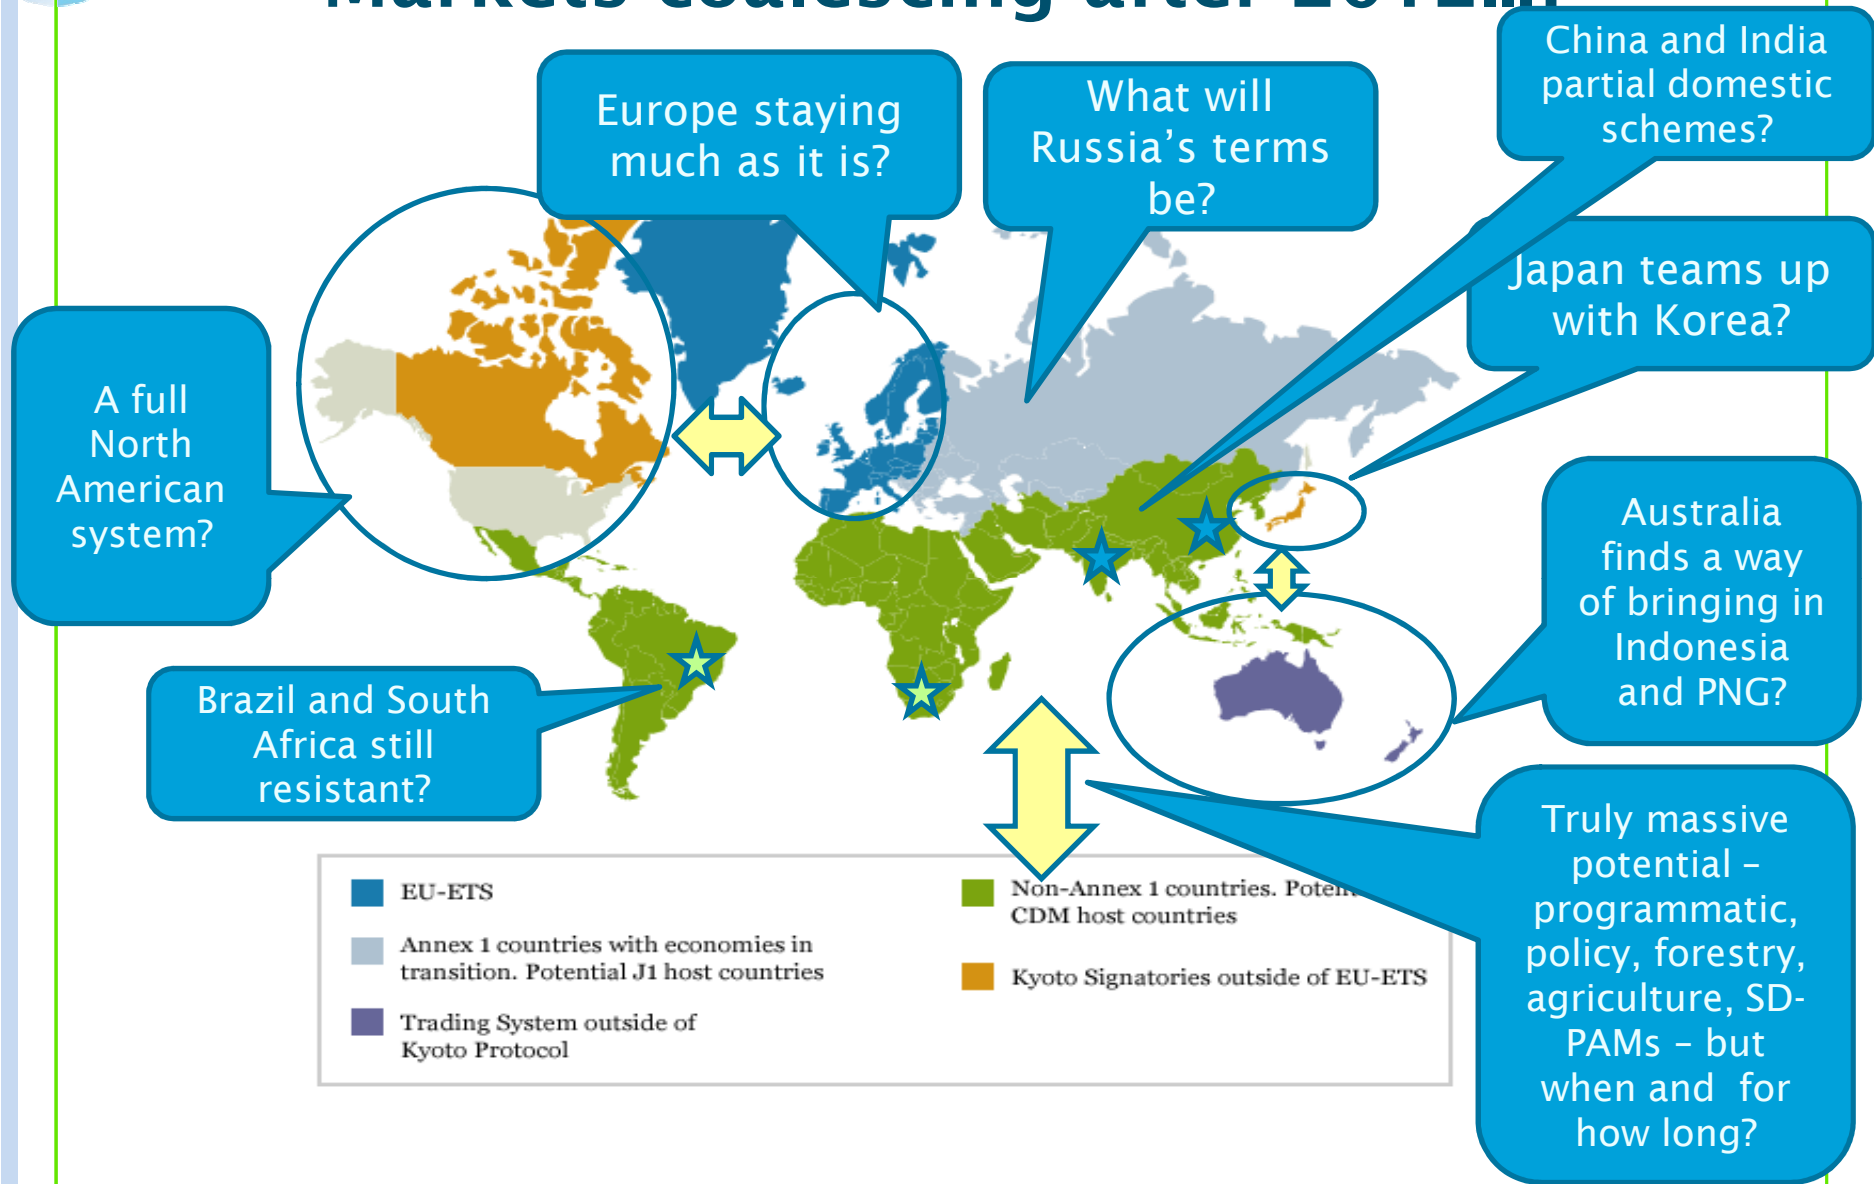 Markets coalescing after 2012…
China and India
partial domestic
schemes?
Europe staying
much as it is?
What will
Russia’s terms
be?
Japan teams up
with Korea?
A full
North
American
system?
Australia
finds a way
of bringing in
Indonesia
and PNG?
Brazil and South
Africa still
resistant?
Truly massive
potential –
programmatic,
policy, forestry,
agriculture, SD-
PAMs – but
when and for
how long?
EU-ETS
Annex 1 countries with economies in
transition. Potential J1 host countries
Trading System outside of
Kyoto Protocol
Non-Annex 1 countries.
CDM host countries
Kyoto Signatories outside of EU-ETS